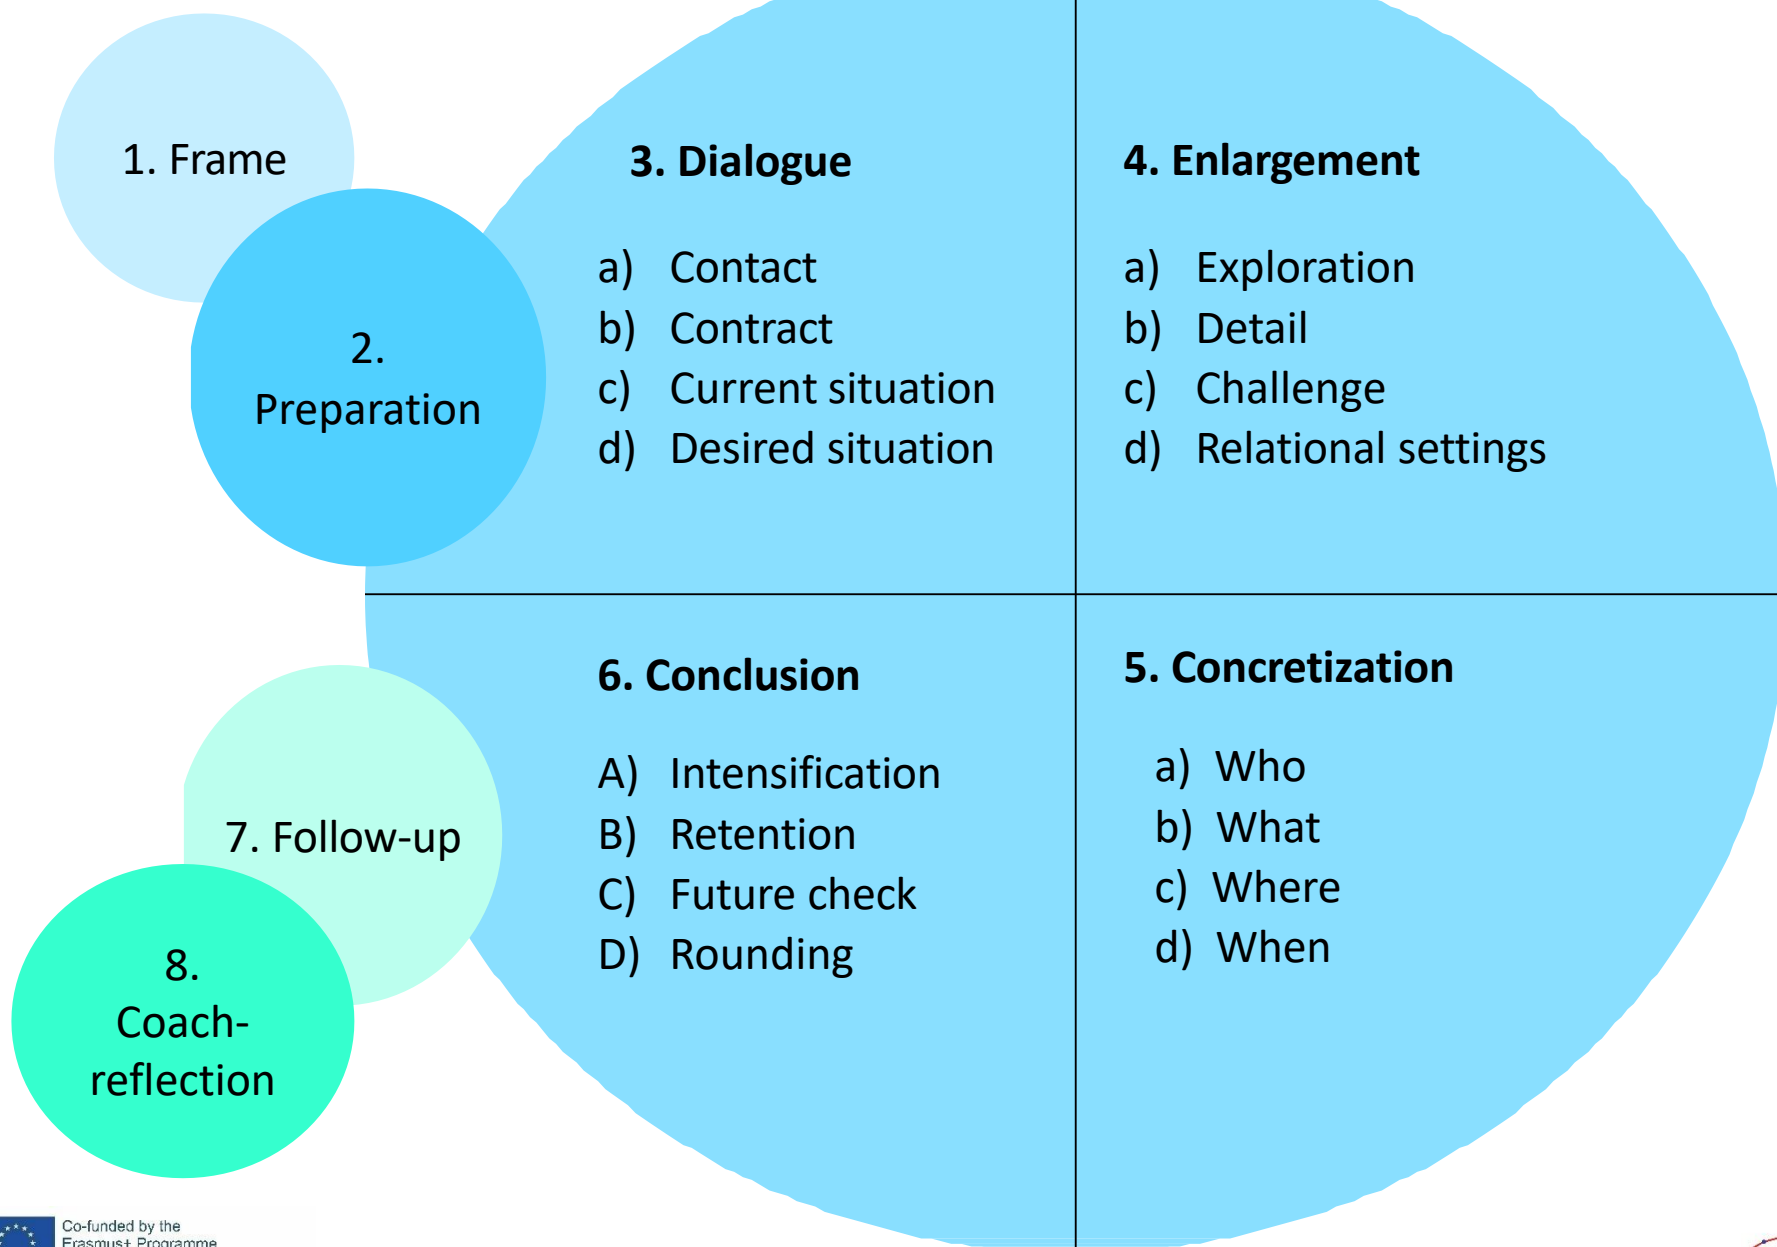 1. Frame
2.
Preparation
3. Dialogue
a) Contact
b) Contract
c) Current situation
d) Desired situation
4. Enlargement
a) Exploration
b) Detail
c) Challenge
d) Relational settings
5. Concretization
a) Who
b) What
c) Where
d) When
6. Conclusion
A) Intensification
B) Retention
C) Future check
D) Rounding
7. Follow-up
8.
Coach-
reflection
Co-funded by the
Erasmus+ Programme